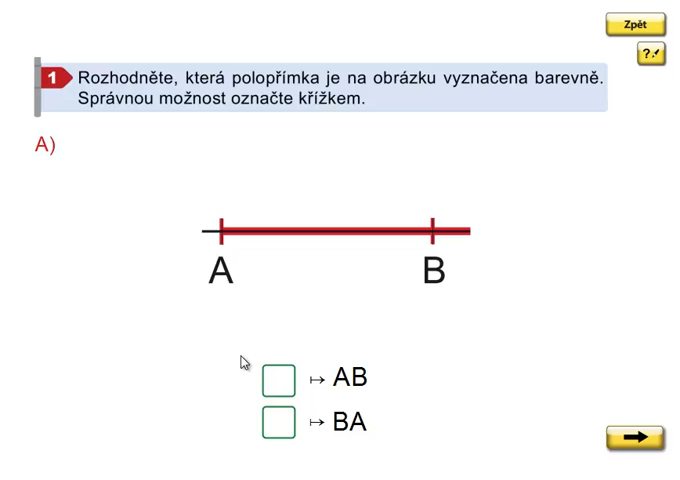 Zpět
?
1 Rozhodněte, která polopřímka je na obrázku vyznačena barevně.
Správnou možnost označte křížkem.
A)
A B
↦ AB
↦ BA